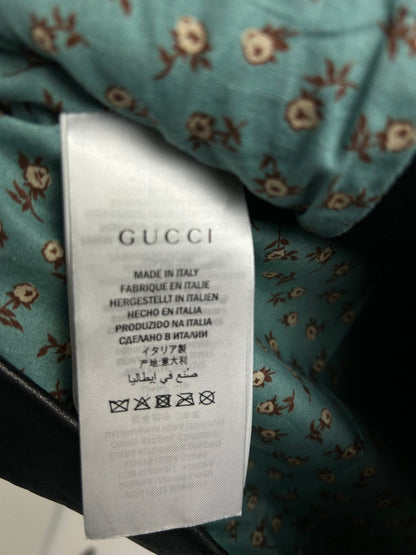 GUCCI
MADE IN ITALY
FABRIQUE EN ITALIE
HERGESTELLT IN ITALIEN
HECHO EN ITALIA
PRODUZIDO NA ITALIA
СДЕЛАНО В ИТАЛИИ
イタリア製
产地:意大利
صنع في إيطاليا